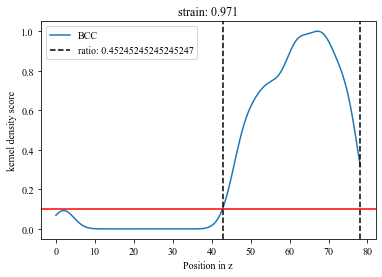 strain: 0.971
BCC
ratio: 0.45245245245245247
kernel density score
1.0
0.8
0.6
0.4
0.2
0.0
0 10 20 30 40 50 60 70 80
Position in z